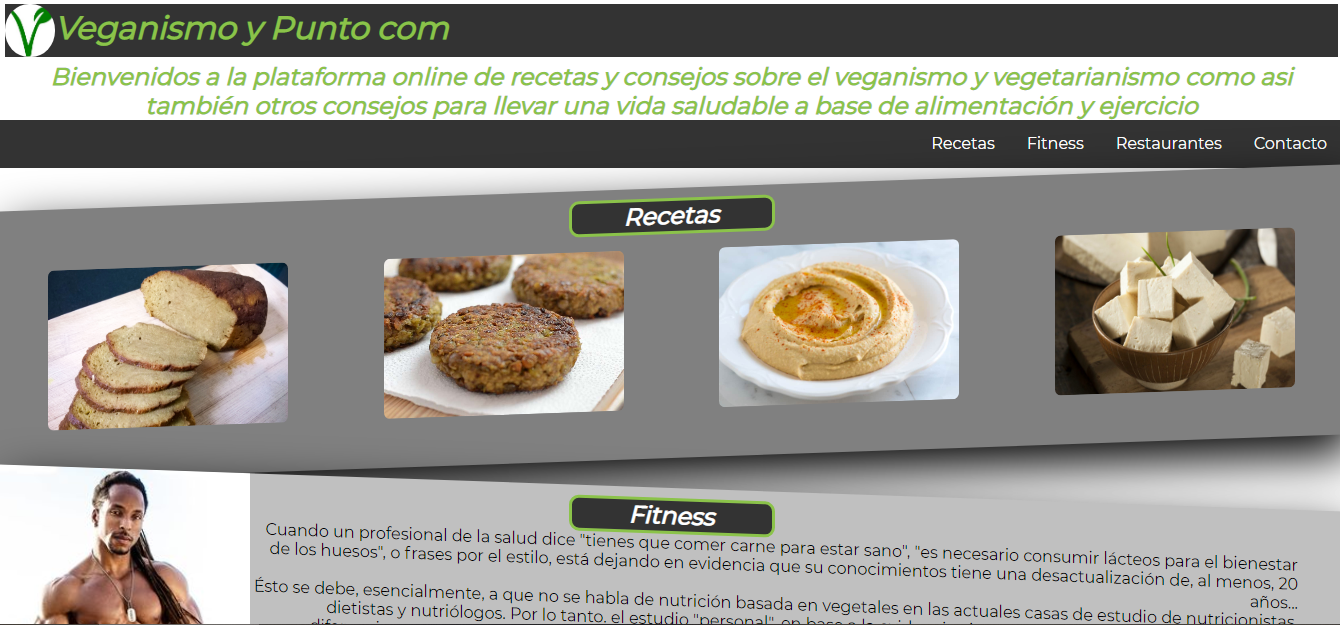 Veganismo y Punto com
Bienvenidos a la plataforma online de recetas y consejos sobre el veganismo y vegetarianismo como asi
también otros consejos para llevar una vida saludable a base de alimentación y ejercicio
Recetas Fitness Restaurantes Contacto
Recetas
Fitness
Cuando un profesional de la salud dice "tienes que comer carne para estar sano", "es necesario consumir lácteos para el bienestar
de los huesos", o frases por el estilo, está dejando en evidencia que su conocimientos tiene una desactualización de, al menos, 20
años...
Ésto se debe, esencialmente, a que no se habla de nutrición basada en vegetales en las actuales casas de estudio de nutricionistas,
dietistas y nutriólogos. Por lo tanto, el estudio "personal", en base a la